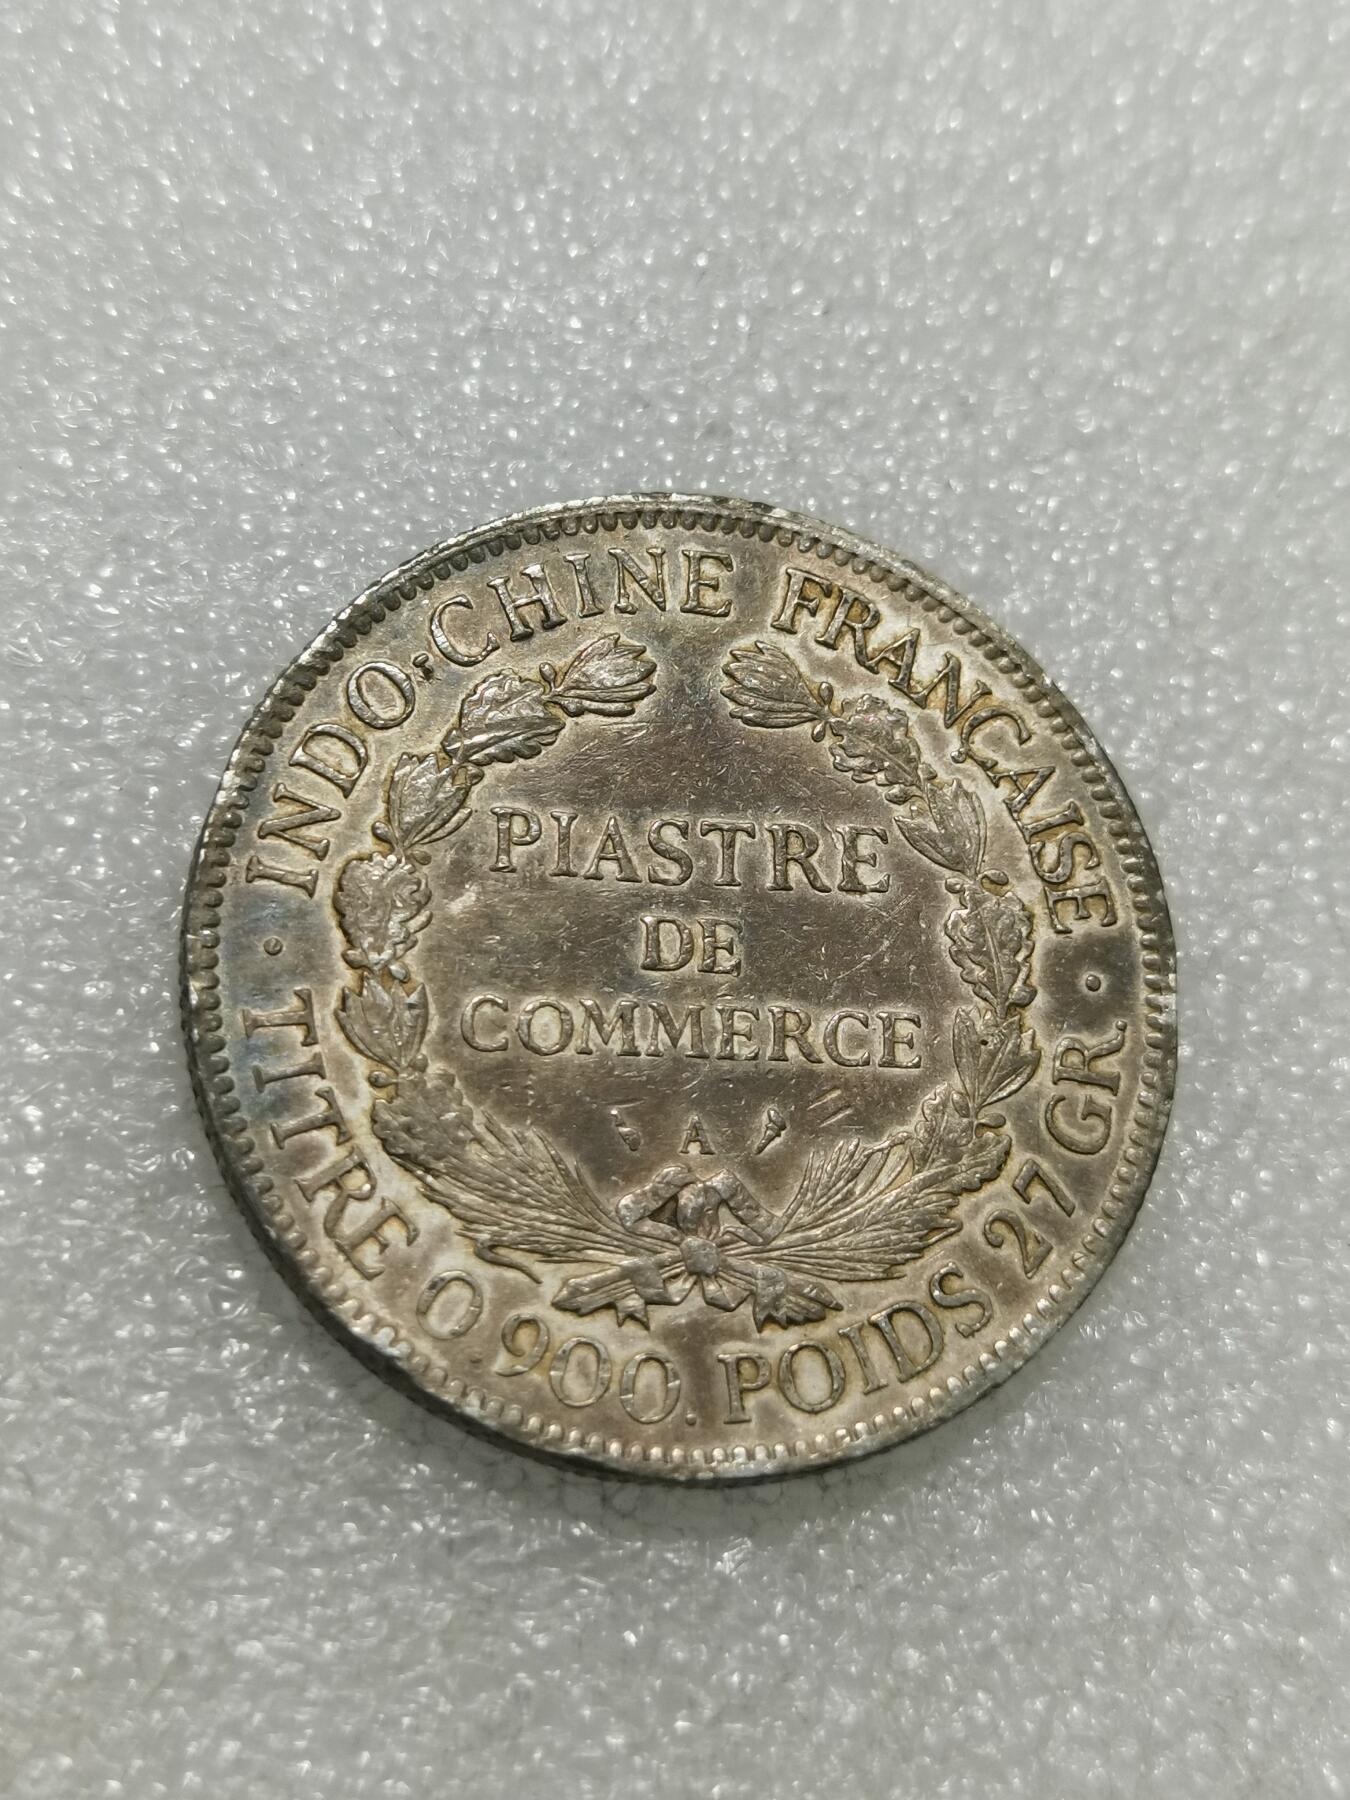 INDO-CHINE FRANÇAISE
PIASTRE
DE
COMMERCE
A
TITRE 0 900. POIDS 27 GR.